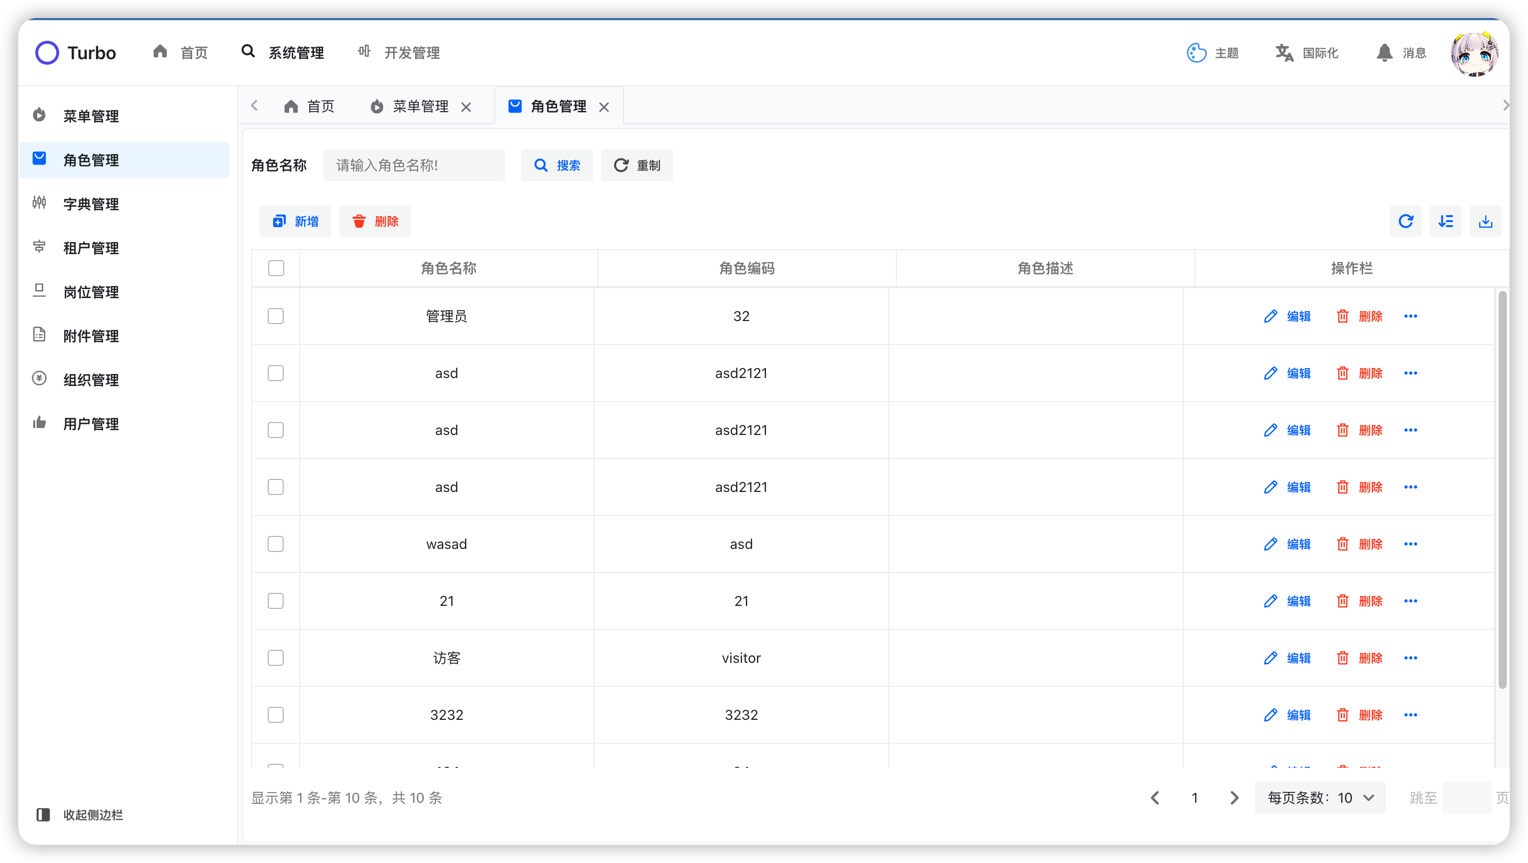 Turbo 首页 系统管理 开发管理 主题 国际化 消息
菜单管理
角色管理
字典管理
租户管理
岗位管理
附件管理
组织管理
用户管理
收起侧边栏
首页 菜单管理 角色管理
角色名称 请输入角色名称! 搜索 重制
新增 删除
角色名称 角色编码 角色描述 操作栏
管理员 32 编辑 删除
asd asd2121 编辑 删除
asd asd2121 编辑 删除
asd asd2121 编辑 删除
wasad asd 编辑 删除
21 21 编辑 删除
访客 visitor 编辑 删除
3232 3232 编辑 删除
显示第 1 条-第 10 条，共 10 条 1 每页条数：10 跳至 页